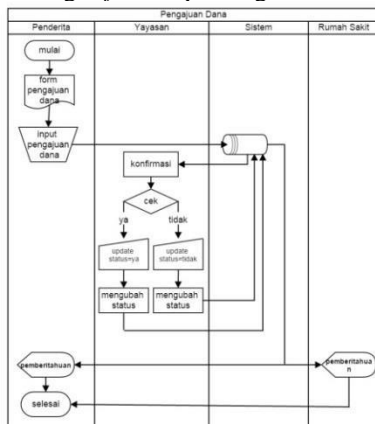 Pengajuan Dana
Penderita Yayasan Sistem Rumah Sakit
mulai
form
pengajuan
dana
input
pengajuan
dana
konfirmasi
cek
ya tidak
update
status=ya
update
status=tidak
mengubah
status
mengubah
status
pemberitahuan
pemberitahua
n
selesai